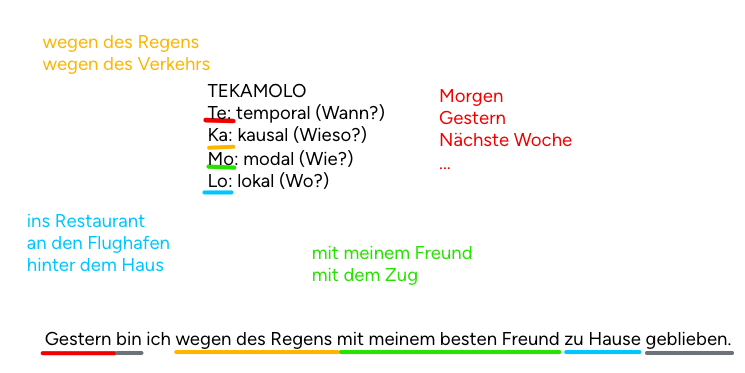 wegen des Regens
wegen des Verkehrs
TEKAMOLO
Te: temporal (Wann?)
Ka: kausal (Wieso?)
Mo: modal (Wie?)
Lo: lokal (Wo?)
Morgen
Gestern
Nächste Woche
...
ins Restaurant
an den Flughafen
hinter dem Haus
mit meinem Freund
mit dem Zug
Gestern bin ich wegen des Regens mit meinem besten Freund zu Hause geblieben.